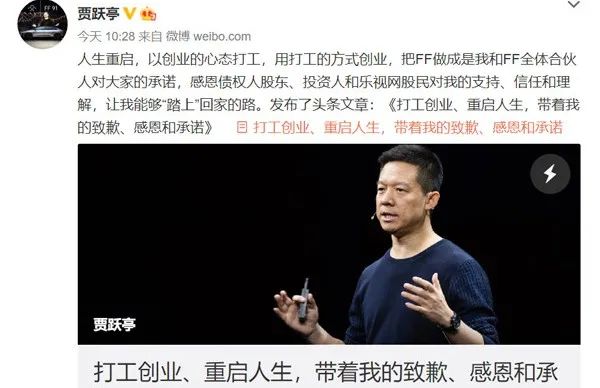 贾跃亭
今天 10:28 来自 微博 weibo.com
人生重启，以创业的心态打工，用打工的方式创业，把FF做成是我和FF全体合伙
人对大家的承诺，感恩债权人股东、投资人和乐视网股民对我的支持、信任和理
解，让我能够“踏上”回家的路。发布了头条文章：《打工创业、重启人生，带着我
的致歉、感恩和承诺》 打工创业、重启人生，带着我的致歉、感恩和承诺
贾跃亭
打工创业、重启人生，带着我的致歉、感恩和承